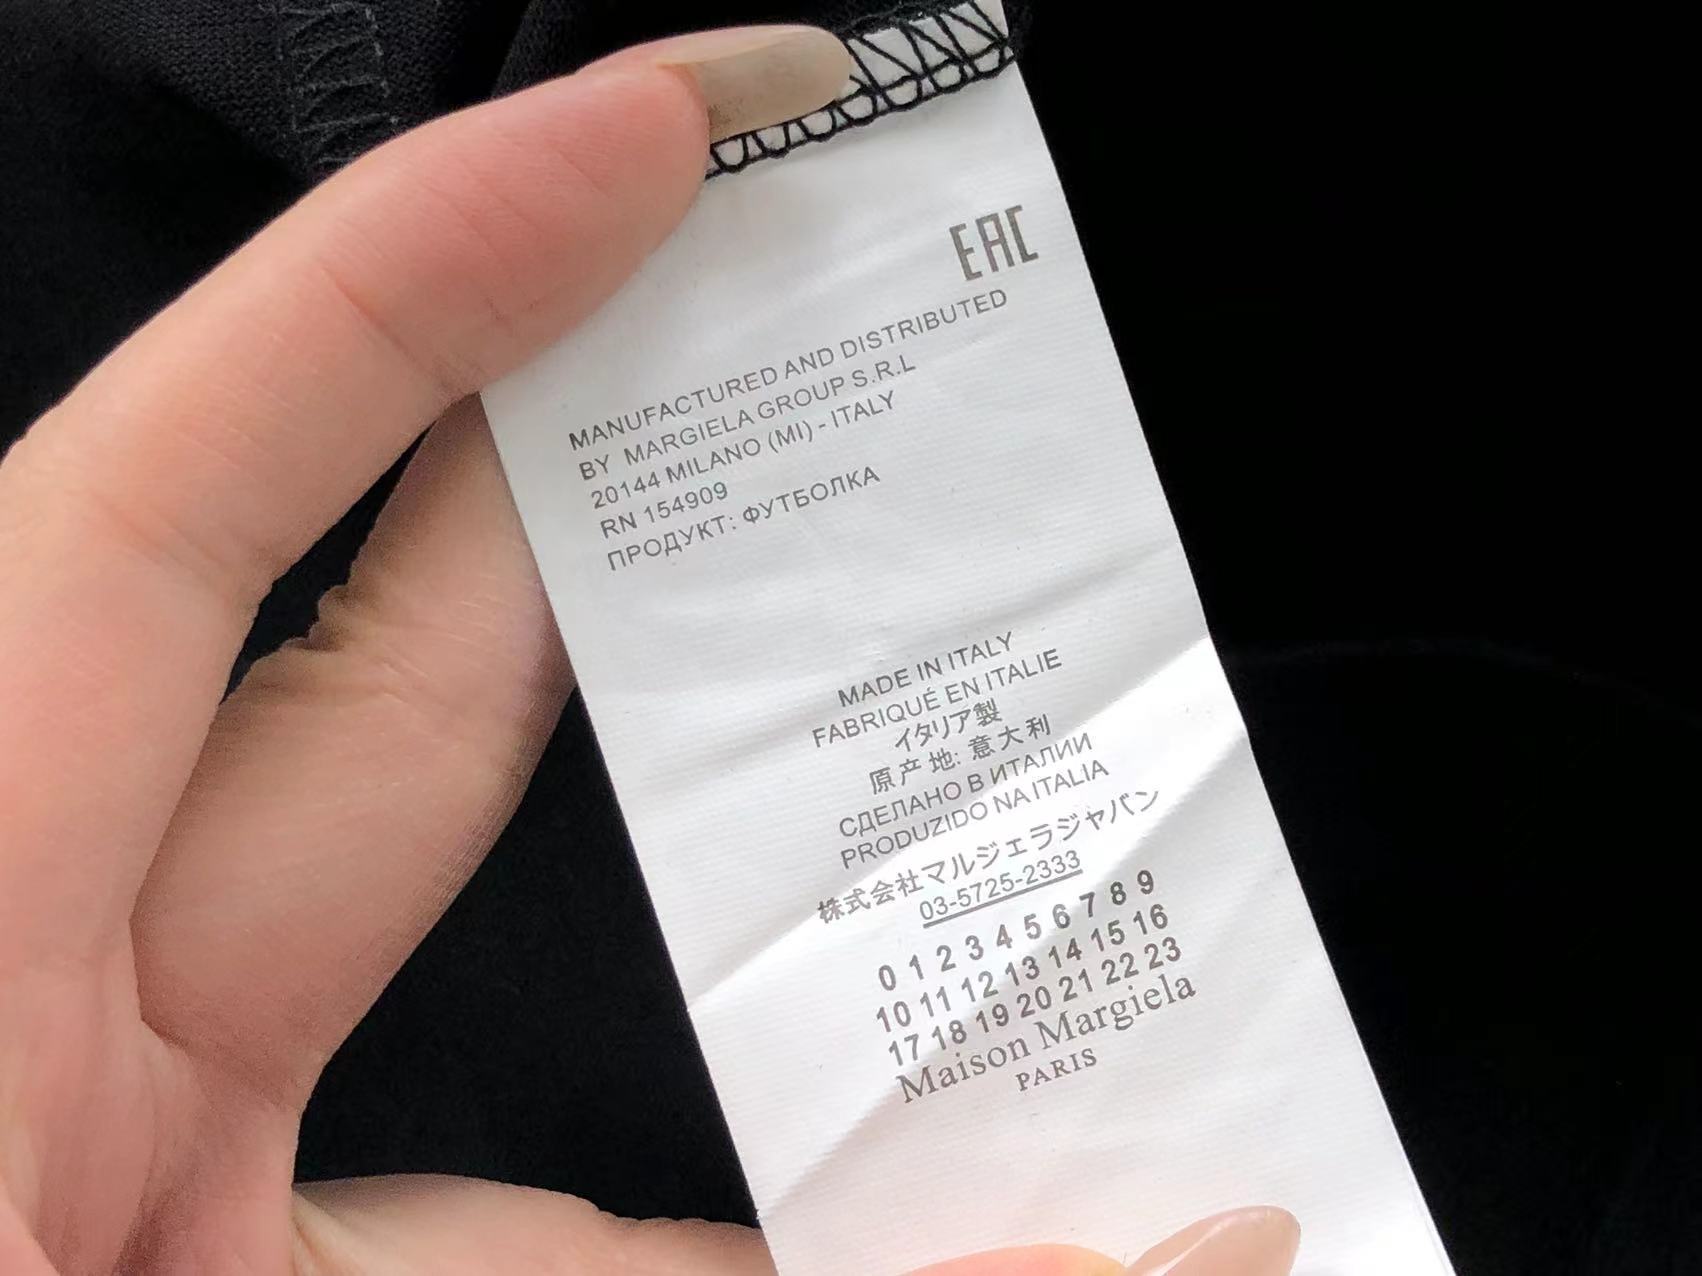 EAC
MANUFACTURED AND DISTRIBUTED
BY MARGIELA GROUP S.R.L
20144 MILANO (MI) - ITALY
RN 154909
ПРОДУКТ: ФУТБОЛКА
MADE IN ITALY
FABRIQUÉ EN ITALIE
イタリア製
原产地: 意大利
СДЕЛАНО В ИТАЛИИ
PRODUZIDO NA ITALIA
株式会社マルジェラジャバン
03-5725-2333
0 1 2 3 4 5 6 7 8 9
10 11 12 13 14 15 16
17 18 19 20 21 22 23
Maison Margiela
PARIS